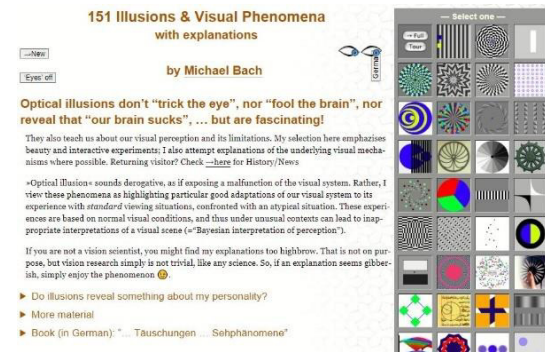 151 Illusions & Visual Phenomena
with explanations
→New
'Eyes' off
German
by Michael Bach
Optical illusions don't “trick the eye”, nor “fool the brain”, nor
reveal that “our brain sucks”, … but are fascinating!
They also teach us about our visual perception and its limitations. My selection here emphasizes
beauty and interactive experiments; I also attempt explanations of the underlying visual mecha-
nisms where possible. Returning visitor? Check →here for History/News
»Optical illusion« sounds derogative, as if exposing a malfunction of the visual system. Rather, I
view these phenomena as highlighting particular good adaptations of our visual system to its
experience with standard viewing situations, confronted with an atypical situation. These experi-
ences are based on normal visual conditions, and thus under unusual contexts can lead to inap-
propriate interpretations of a visual scene (=“Bayesian interpretation of perception”).
If you are not a vision scientist, you might find my explanations too highbrow. That is not on pur-
pose, but vision research simply is not trivial, like any science. So, if an explanation seems gibber-
ish, simply enjoy the phenomenon 😉.
► Do illusions reveal something about my personality?
► More material
► Book (in German): “… Täuschungen … Sehphänomene”
— Select one —
→ Full
Tour